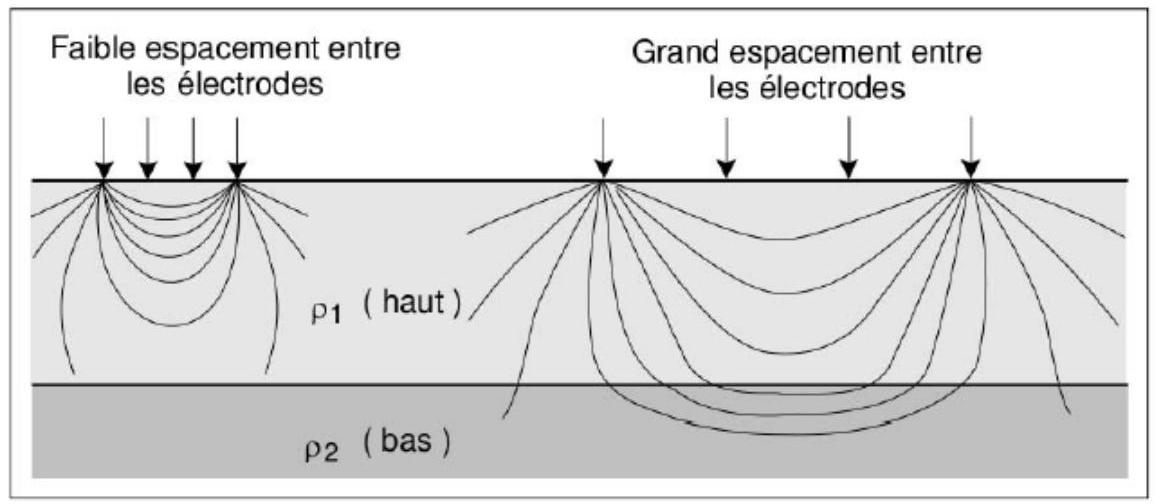 Faible espacement entre
les électrodes
Grand espacement entre
les électrodes
ρ1 ( haut )
ρ2 ( bas )